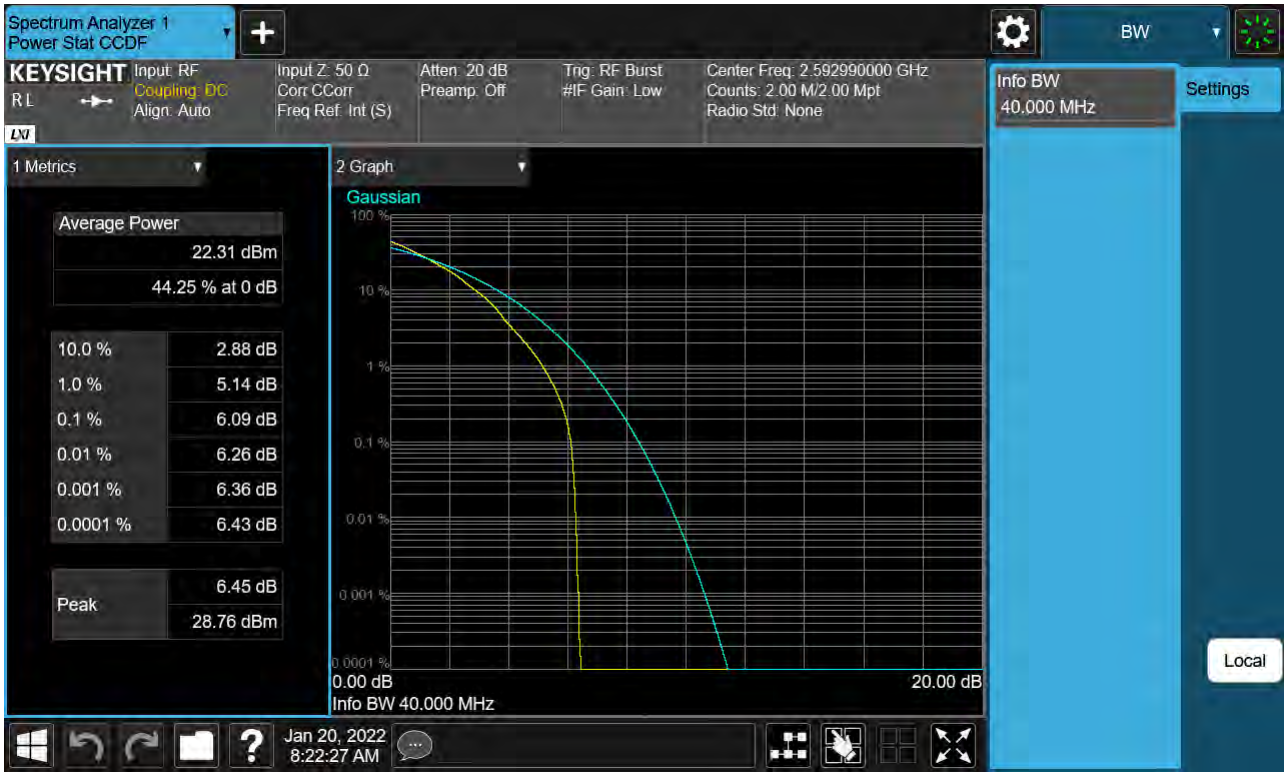 Spectrum Analyzer 1
Power Stat CCDF
+
BW
KEYSIGHT
RL
LXI
Input: RF
Coupling: DC
Align: Auto
Input Z: 50 Ω
Corr CCorr
Freq Ref: Int (S)
Atten: 20 dB
Preamp: Off
Trig: RF Burst
#IF Gain: Low
Center Freq: 2.592990000 GHz
Counts: 2.00 M/2.00 Mpt
Radio Std: None
Info BW
40.000 MHz
Settings
1 Metrics
Average Power
22.31 dBm
44.25 % at 0 dB
10.0 % 2.88 dB
1.0 % 5.14 dB
0.1 % 6.09 dB
0.01 % 6.26 dB
0.001 % 6.36 dB
0.0001 % 6.43 dB
Peak
6.45 dB
28.76 dBm
2 Graph
Gaussian
100 %
10 %
1 %
0.1 %
0.01 %
0.001 %
0.0001 %
0.00 dB 20.00 dB
Info BW 40.000 MHz
Local
?
Jan 20, 2022
8:22:27 AM